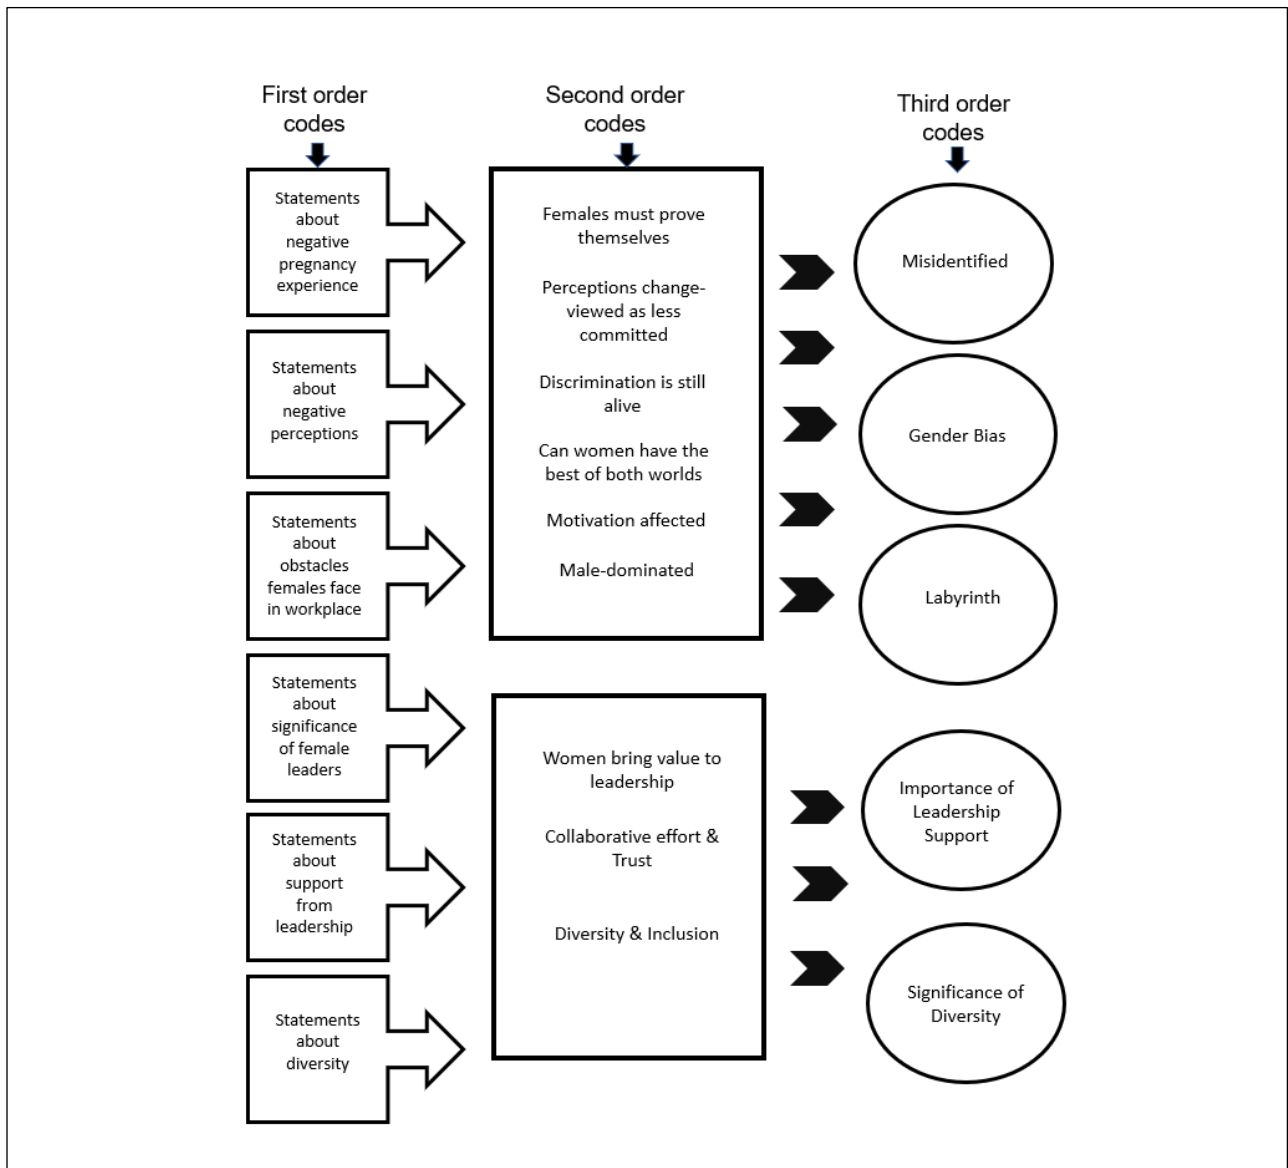 First order
codes
Second order
codes
Third order
codes
Statements
about
negative
pregnancy
experience
Statements
about
negative
perceptions
Statements
about
obstacles
females face
in workplace
Statements
about
significance
of female
leaders
Statements
about
support
from
leadership
Statements
about
diversity
Females must prove
themselves
Perceptions change-
viewed as less
committed
Discrimination is still
alive
Can women have the
best of both worlds
Motivation affected
Male-dominated
Women bring value to
leadership
Collaborative effort &
Trust
Diversity & Inclusion
Misidentified
Gender Bias
Labyrinth
Importance of
Leadership
Support
Significance of
Diversity